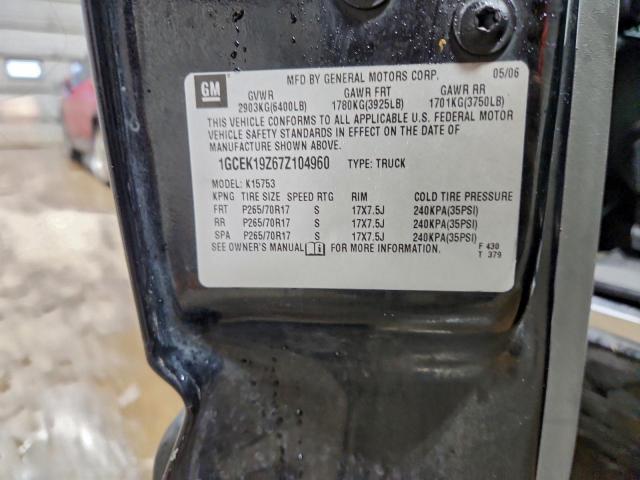 GM
MFD BY GENERAL MOTORS CORP. 05/06
GVWR GAWR FRT GAWR RR
2903KG(6400LB) 1780KG(3925LB) 1701KG(3750LB)
THIS VEHICLE CONFORMS TO ALL APPLICABLE U.S. FEDERAL MOTOR
VEHICLE SAFETY STANDARDS IN EFFECT ON THE DATE OF
MANUFACTURE SHOWN ABOVE.
1GCEK19Z67Z104960 TYPE: TRUCK
MODEL: K15753
KPNG TIRE SIZE SPEED RTG RIM COLD TIRE PRESSURE
FRT P265/70R17 S 17X7.5J 240KPA(35PSI)
RR P265/70R17 S 17X7.5J 240KPA(35PSI)
SPA P265/70R17 S 17X7.5J 240KPA(35PSI)
SEE OWNER'S MANUAL FOR MORE INFORMATION.
F 430
T 379